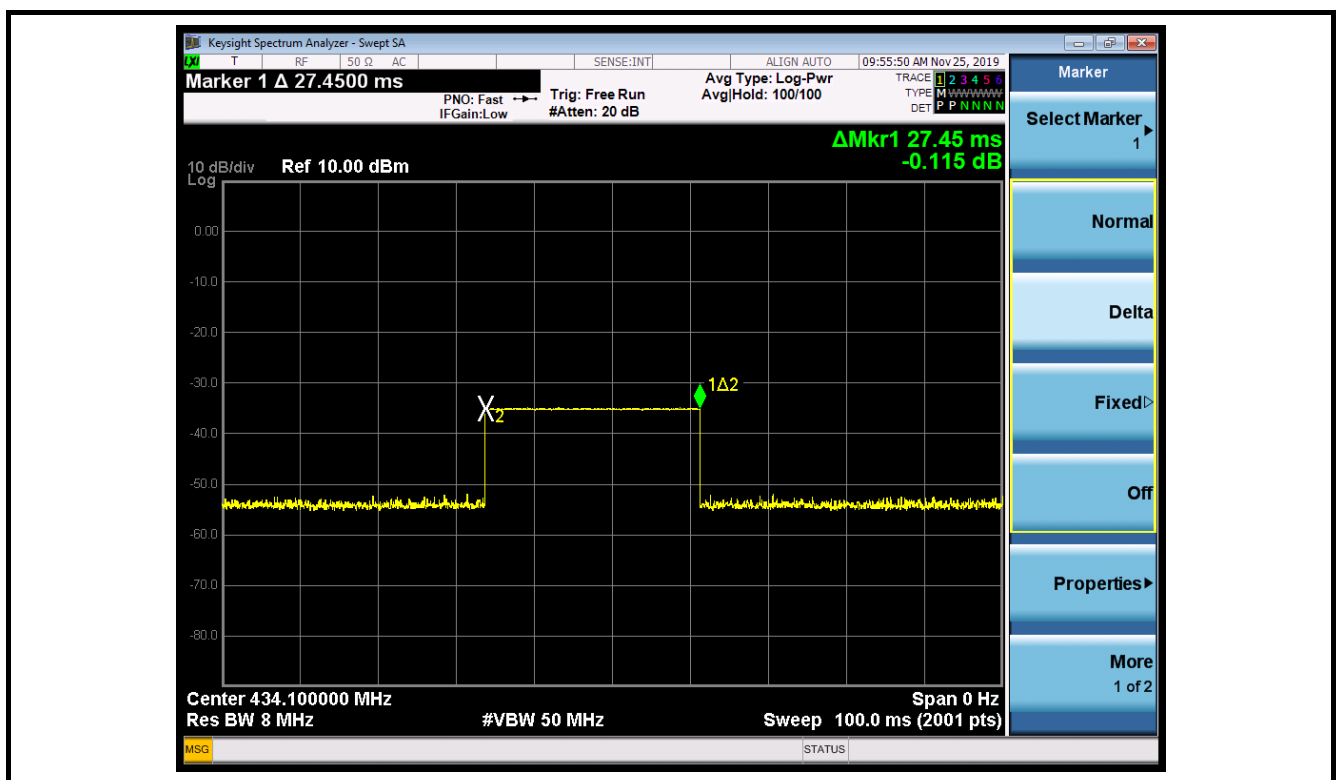 Keysight Spectrum Analyzer - Swept SA
LXI T RF 50 Ω AC SENSE:INT ALIGN AUTO 09:55:50 AM Nov 25, 2019
Marker 1 Δ 27.4500 ms
PNO: Fast
IFGain:Low
Trig: Free Run
#Atten: 20 dB
Avg Type: Log-Pwr
Avg|Hold: 100/100
TRACE 1 2 3 4 5 6
TYPE M WWWWW
DET P P N N N N
ΔMkr1 27.45 ms
-0.115 dB
10 dB/div Ref 10.00 dBm
Log
0.00
-10.0
-20.0
-30.0
-40.0
-50.0
-60.0
-70.0
-80.0
1Δ2
X2
Center 434.100000 MHz Span 0 Hz
Res BW 8 MHz #VBW 50 MHz Sweep 100.0 ms (2001 pts)
MSG STATUS
Marker
Select Marker
1
Normal
Delta
Fixed
Off
Properties
More
1 of 2